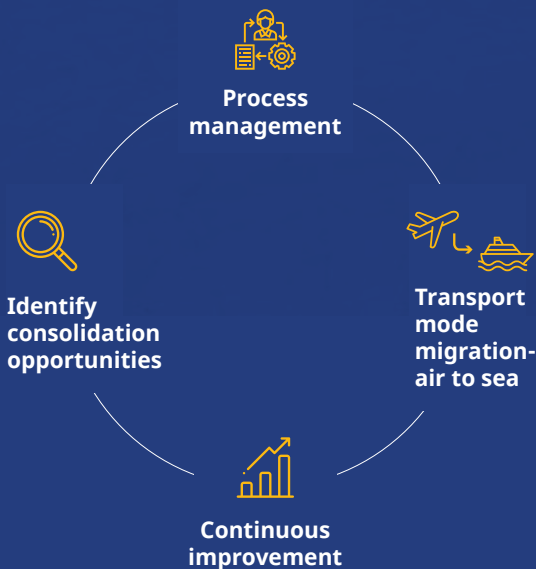 Process
management
Identify
consolidation
opportunities
Transport
mode
migration-
air to sea
Continuous
improvement